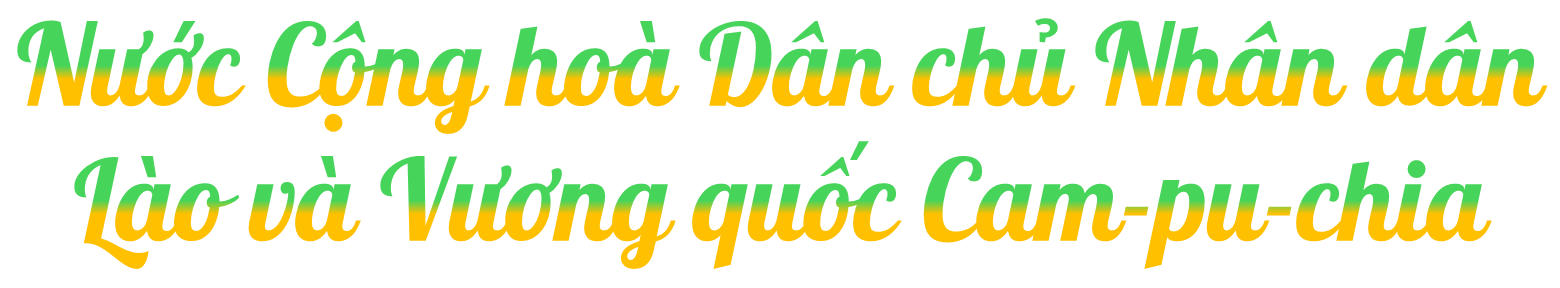 Nước Cộng hoà Dân chủ Nhân dân
Lào và Vương quốc Cam-pu-chia